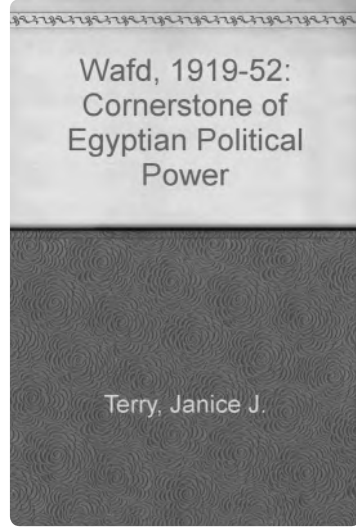 Wafd, 1919-52:
Cornerstone of
Egyptian Political
Power
Terry, Janice J.